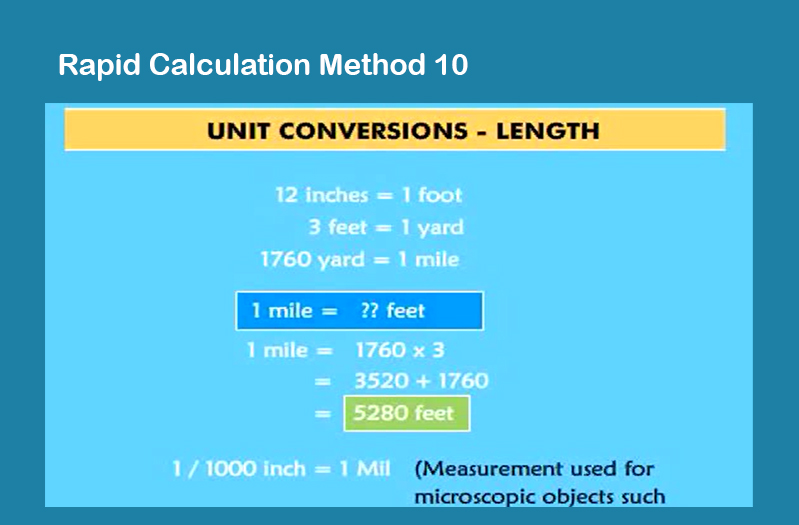 Rapid Calculation Method 10
UNIT CONVERSIONS - LENGTH
12 inches = 1 foot
3 feet = 1 yard
1760 yard = 1 mile
1 mile = ?? feet
1 mile = 1760 x 3
= 3520 + 1760
= 5280 feet
1 / 1000 inch = 1 Mil (Measurement used for
microscopic objects such